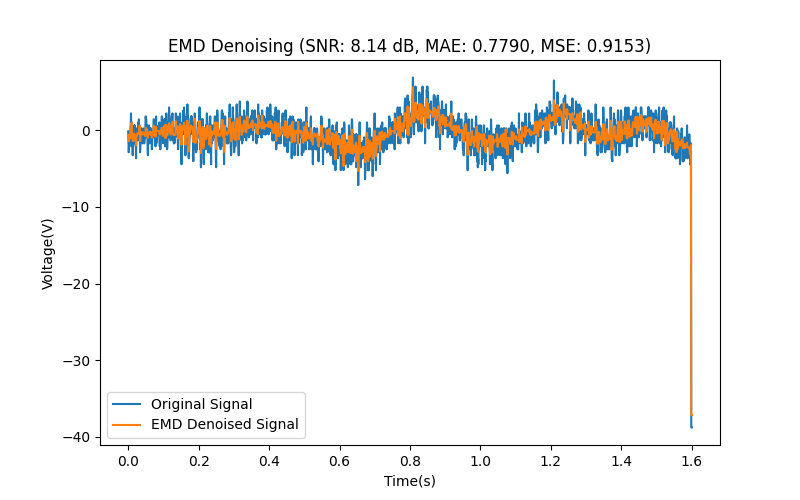 EMD Denoising (SNR: 8.14 dB, MAE: 0.7790, MSE: 0.9153)
0
−10
−20
−30
−40
Voltage(V)
Original Signal
EMD Denoised Signal
0.0 0.2 0.4 0.6 0.8 1.0 1.2 1.4 1.6
Time(s)